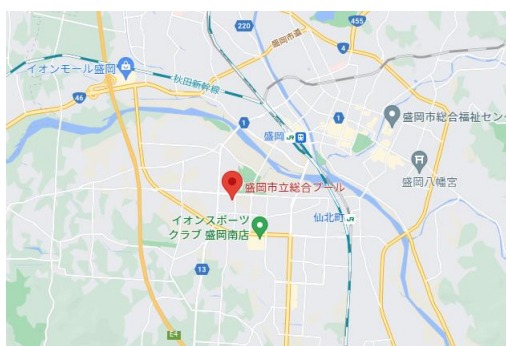 220
455
盛岡市道
4
イオンモール盛岡
秋田新幹線
46
1
1
盛岡
盛岡市総合福祉セン
盛岡八幡宮
盛岡市立総合プール
イオンスポーツ
クラブ 盛岡南店
仙北町
13
E4